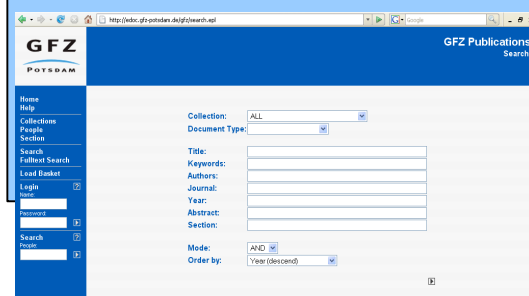 http://edoc.gfz-potsdam.de/gfz/search.epl
Google
GFZ
POTSDAM
GFZ Publications
Search
Home
Help
Collections
People
Section
Search
Fulltext Search
Load Basket
Login ?
Name:
Password:
Search ?
People:
Collection: ALL
Document Type:
Title:
Keywords:
Authors:
Journal:
Year:
Abstract:
Section:
Mode: AND
Order by: Year (descend)